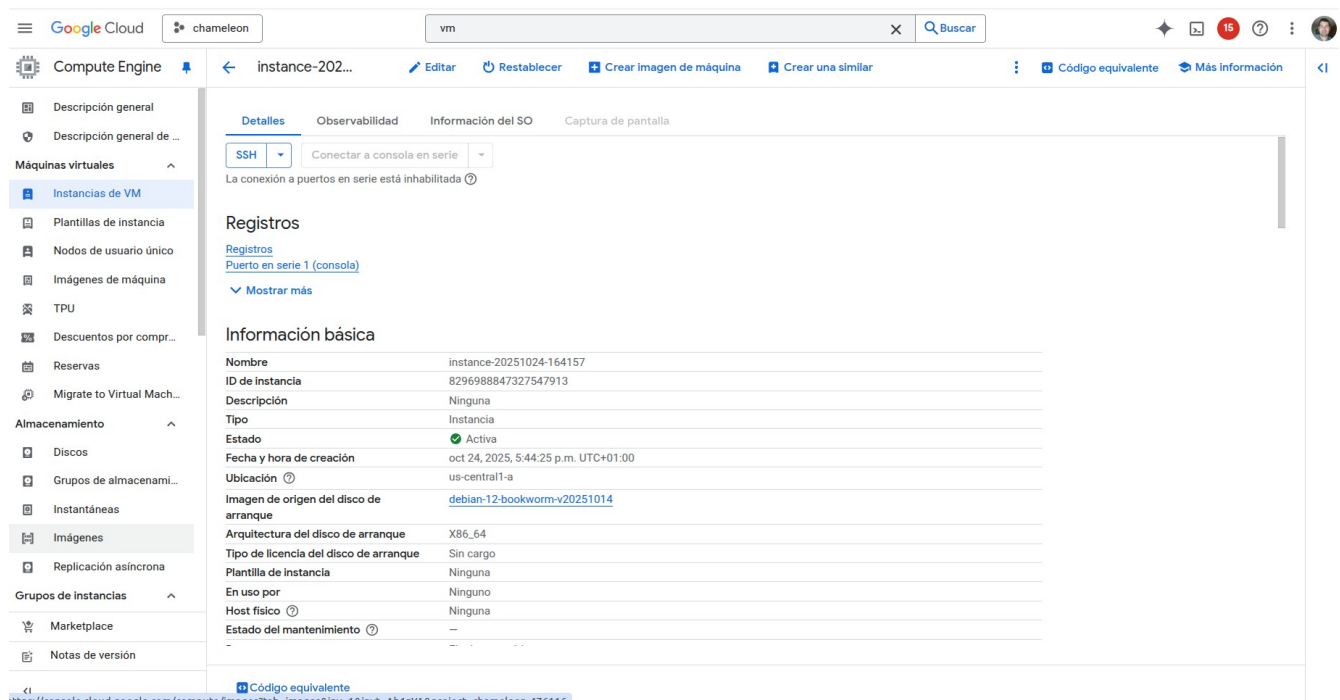 Google Cloud
chameleon
vm
Buscar
15
Compute Engine
instance-202...
Editar
Restablecer
Crear imagen de máquina
Crear una similar
Código equivalente
Más información
Descripción general
Descripción general de ...
Máquinas virtuales
Instancias de VM
Plantillas de instancia
Nodos de usuario único
Imágenes de máquina
TPU
Descuentos por compr...
Reservas
Migrate to Virtual Mach...
Almacenamiento
Discos
Grupos de almacenami...
Instantáneas
Imágenes
Replicación asíncrona
Grupos de instancias
Marketplace
Notas de versión
Detalles
Observabilidad
Información del SO
Captura de pantalla
SSH
Conectar a consola en serie
La conexión a puertos en serie está inhabilitada
Registros
Registros
Puerto en serie 1 (consola)
Mostrar más
Información básica
Nombre instance-20251024-164157
ID de instancia 8296988847327547913
Descripción Ninguna
Tipo Instancia
Estado Activa
Fecha y hora de creación oct 24, 2025, 5:44:25 p.m. UTC+01:00
Ubicación us-central1-a
Imagen de origen del disco de
arranque debian-12-bookworm-v20251014
Arquitectura del disco de arranque X86_64
Tipo de licencia del disco de arranque Sin cargo
Plantilla de instancia Ninguna
En uso por Ninguno
Host físico Ninguna
Estado del mantenimiento —
Código equivalente